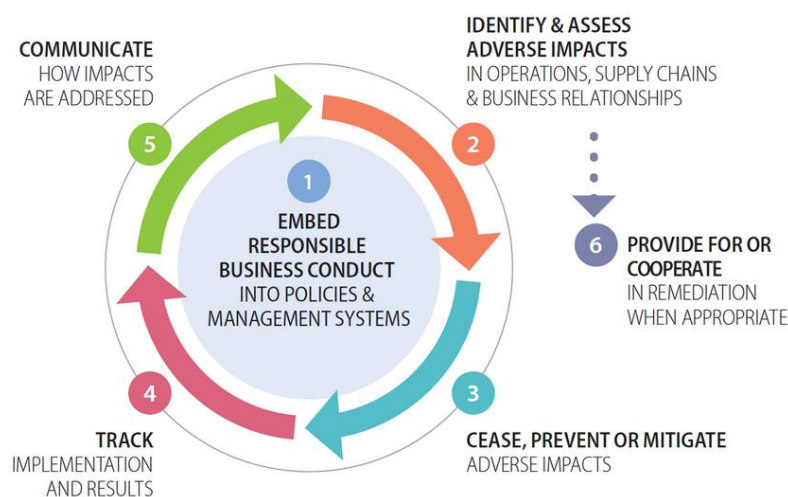 1
EMBED
RESPONSIBLE
BUSINESS CONDUCT
INTO POLICIES &
MANAGEMENT SYSTEMS
2
IDENTIFY & ASSESS
ADVERSE IMPACTS
IN OPERATIONS, SUPPLY CHAINS
& BUSINESS RELATIONSHIPS
3
CEASE, PREVENT OR MITIGATE
ADVERSE IMPACTS
4
TRACK
IMPLEMENTATION
AND RESULTS
5
COMMUNICATE
HOW IMPACTS
ARE ADDRESSED
6
PROVIDE FOR OR
COOPERATE
IN REMEDIATION
WHEN APPROPRIATE